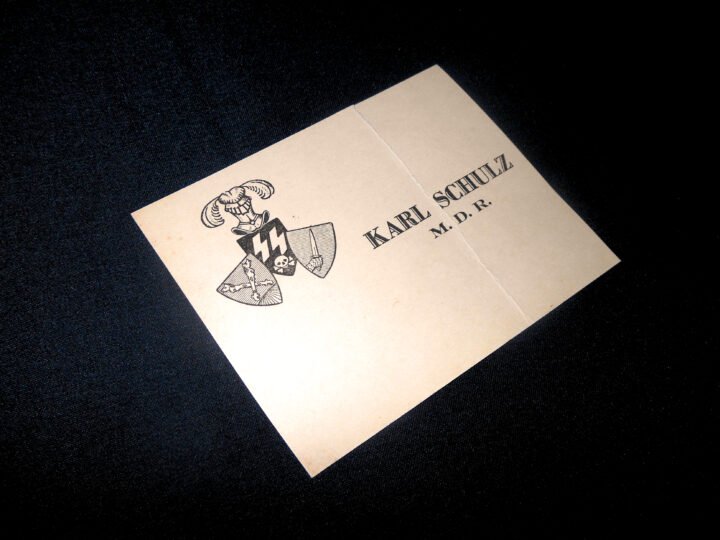 KARL SCHULZ
M. D. R.